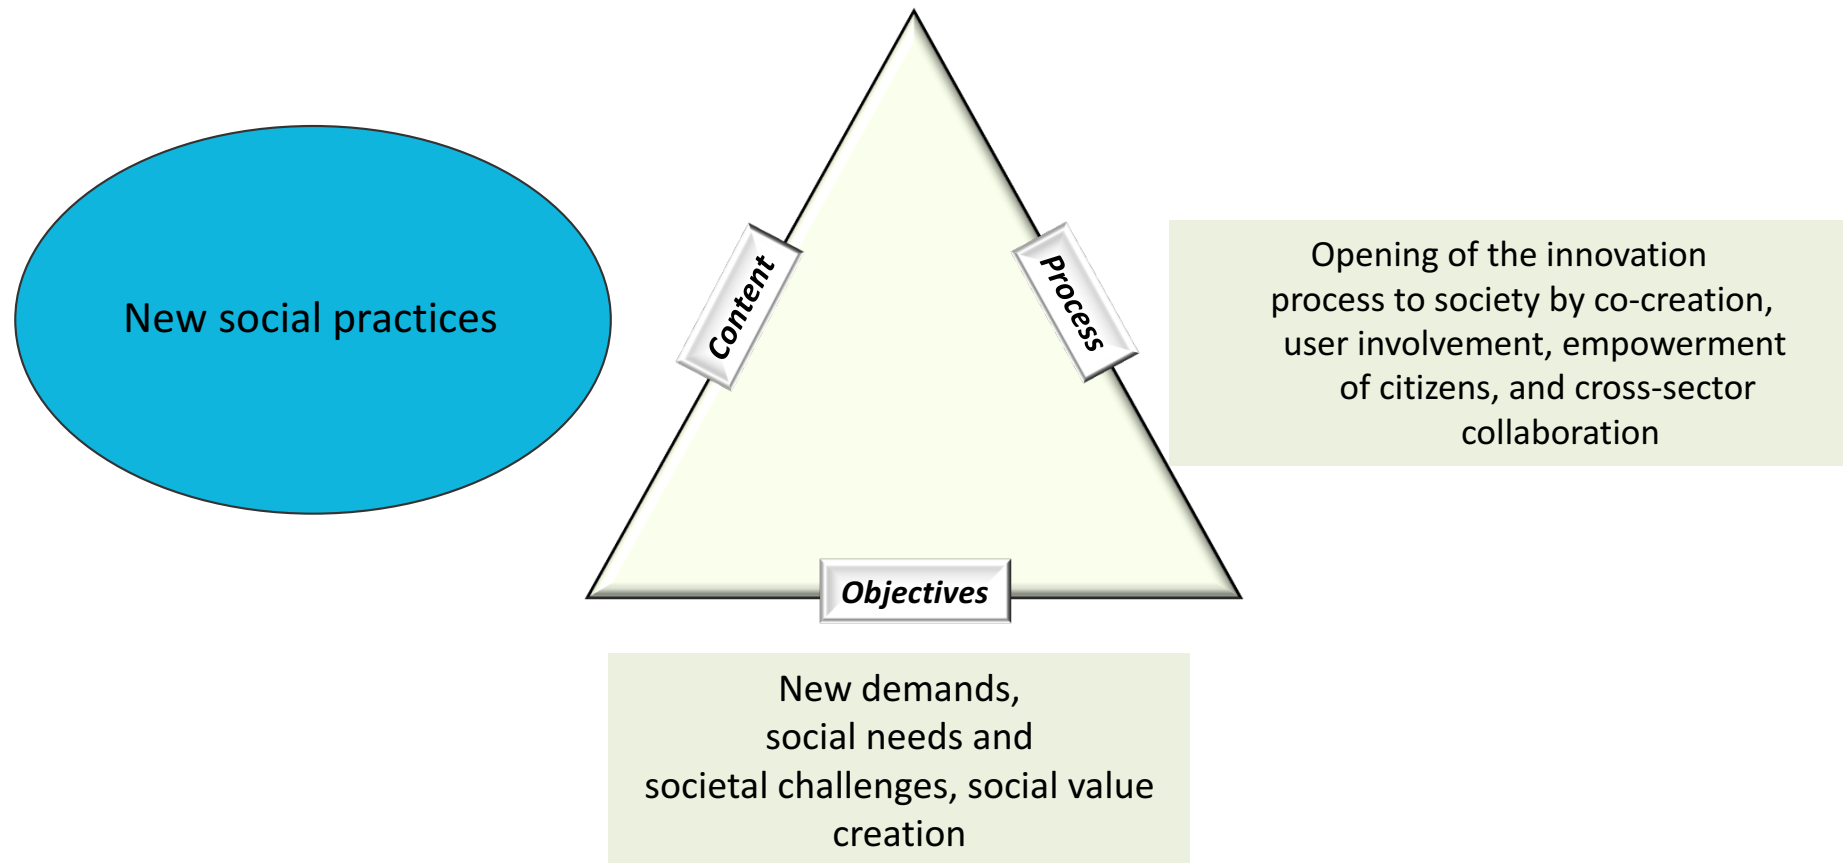 New social practices
Content
Process
Opening of the innovation
process to society by co-creation,
user involvement, empowerment
of citizens, and cross-sector
collaboration
Objectives
New demands,
social needs and
societal challenges, social value
creation